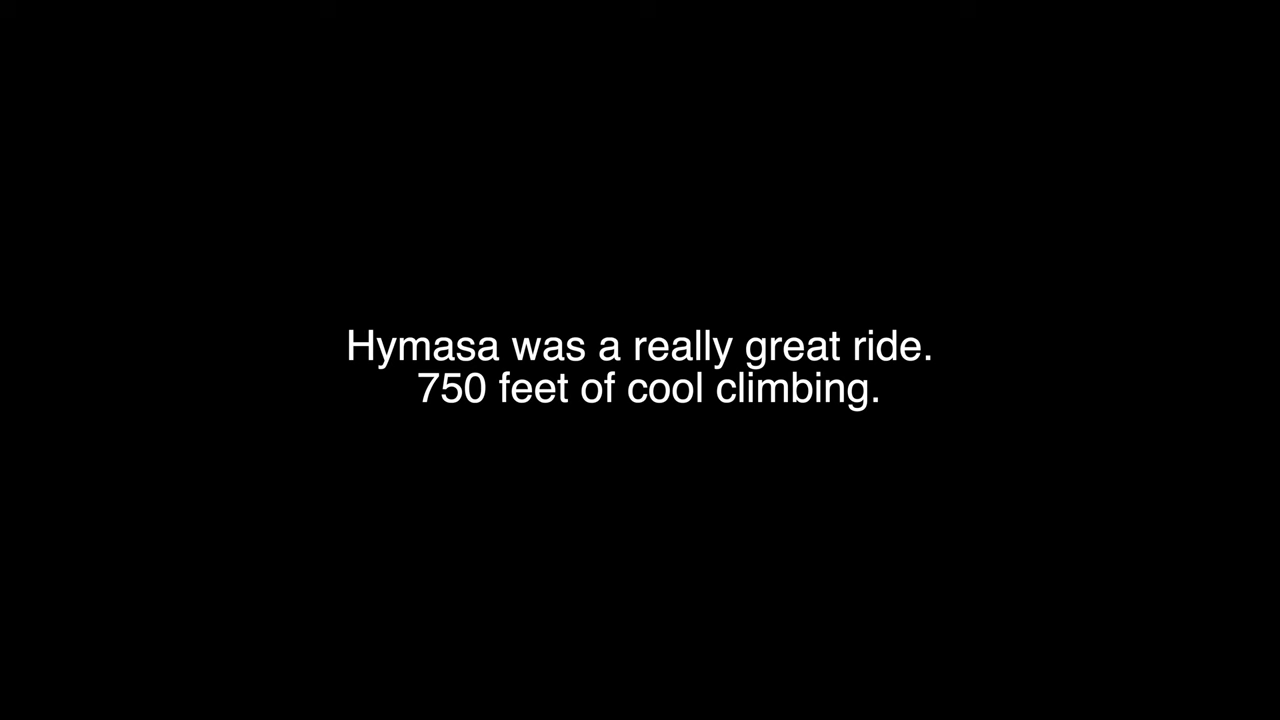 Hymasa was a really great ride.
750 feet of cool climbing.